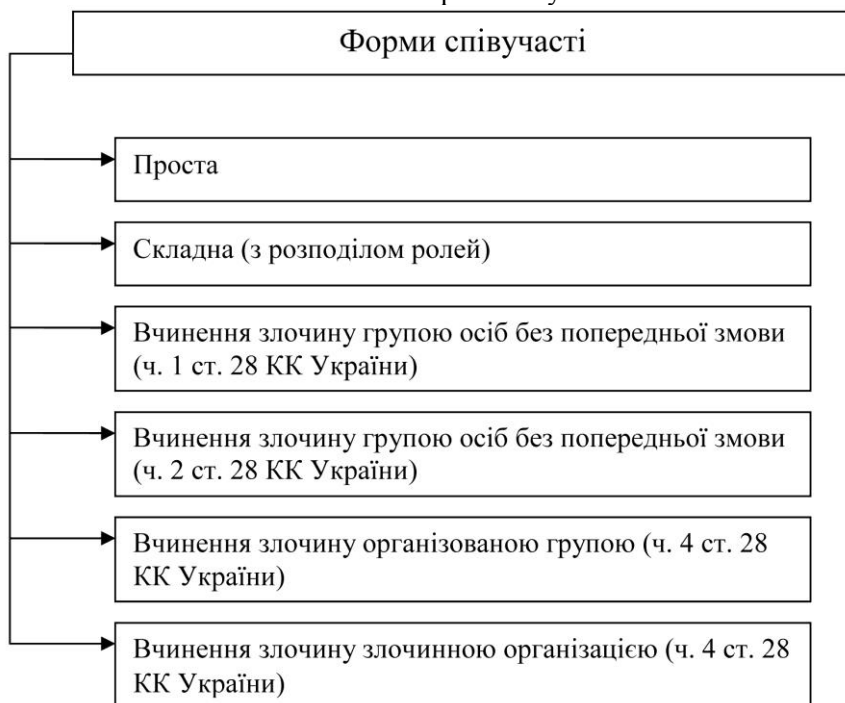 Форми співучасті
Проста
Складна (з розподілом ролей)
Вчинення злочину групою осіб без попередньої змови
(ч. 1 ст. 28 КК України)
Вчинення злочину групою осіб без попередньої змови
(ч. 2 ст. 28 КК України)
Вчинення злочину організованою групою (ч. 4 ст. 28
КК України)
Вчинення злочину злочинною організацією (ч. 4 ст. 28
КК України)